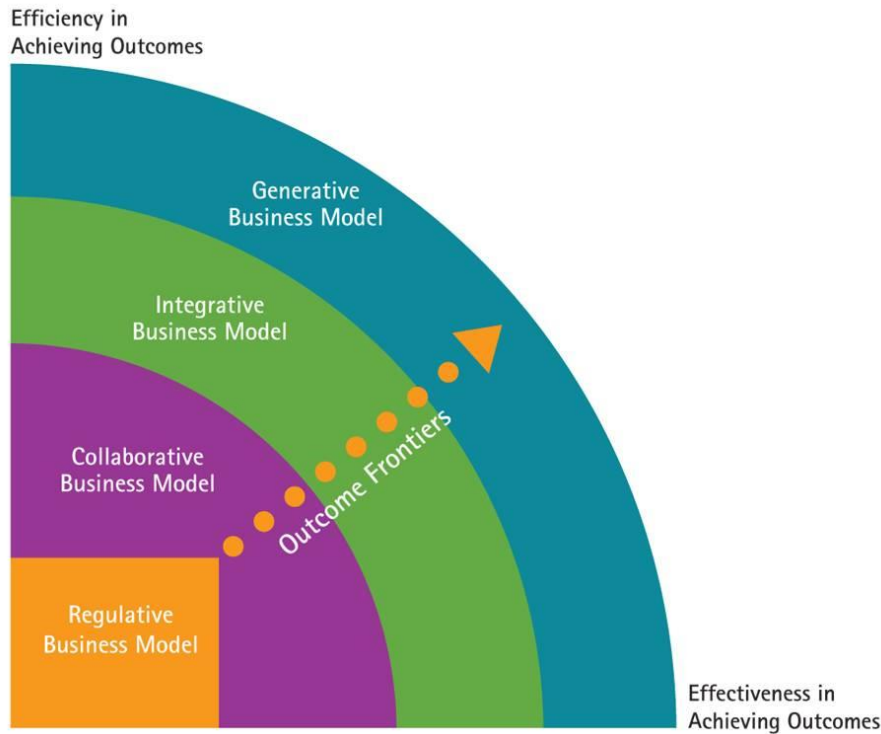 Efficiency in
Achieving Outcomes
Generative
Business Model
Integrative
Business Model
Collaborative
Business Model
Outcome Frontiers
Regulative
Business Model
Effectiveness in
Achieving Outcomes